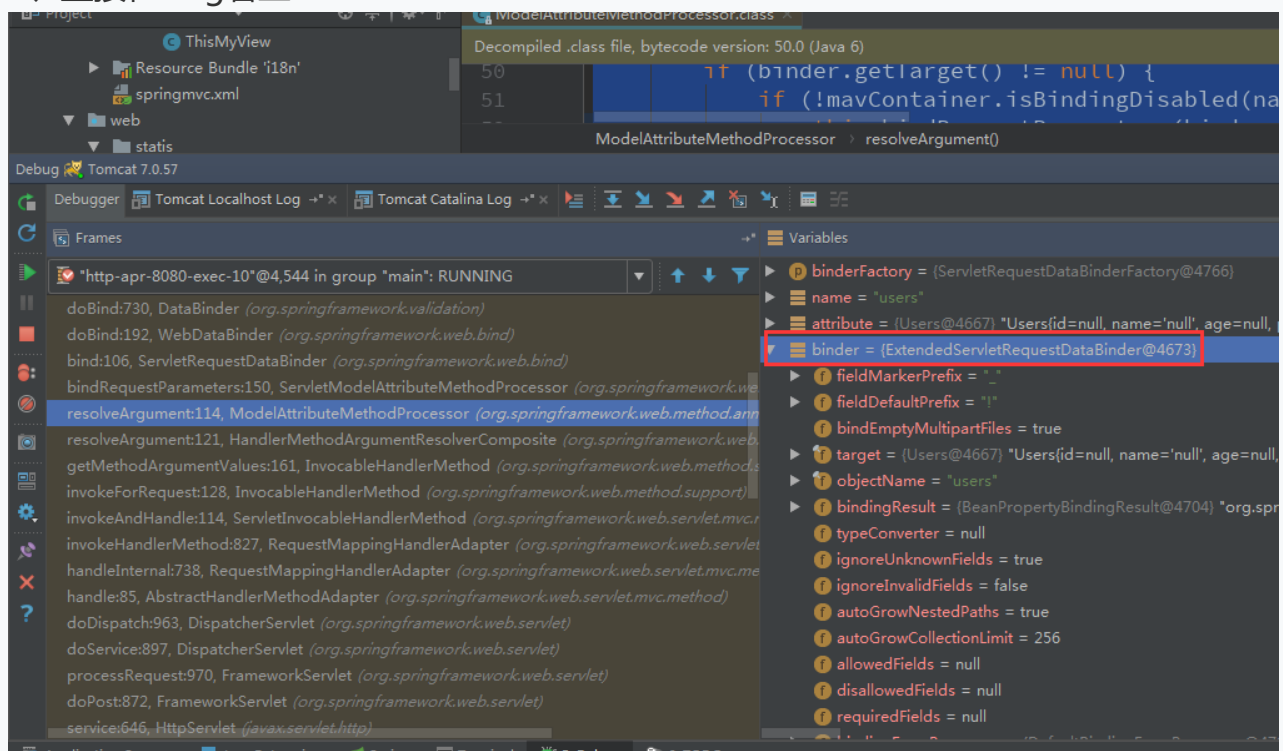 Project
ModelAttributeMethodProcessor.class
ThisMyView
Resource Bundle 'i18n'
springmvc.xml
web
statis
Decompiled .class file, bytecode version: 50.0 (Java 6)
50 if (binder.getTarget() != null) {
51 if (!mavContainer.isBindingDisabled(na
ModelAttributeMethodProcessor > resolveArgument()
Debug Tomcat 7.0.57
Debugger Tomcat Localhost Log Tomcat Catalina Log
Frames
Variables
"http-apr-8080-exec-10"@4,544 in group "main": RUNNING
doBind:730, DataBinder (org.springframework.validation)
doBind:192, WebDataBinder (org.springframework.web.bind)
bind:106, ServletRequestDataBinder (org.springframework.web.bind)
bindRequestParameters:150, ServletModelAttributeMethodProcessor (org.springframework.we
resolveArgument:114, ModelAttributeMethodProcessor (org.springframework.web.method.ann
resolveArgument:121, HandlerMethodArgumentResolverComposite (org.springframework.web.
getMethodArgumentValues:161, InvocableHandlerMethod (org.springframework.web.method.s
invokeForRequest:128, InvocableHandlerMethod (org.springframework.web.method.support)
invokeAndHandle:114, ServletInvocableHandlerMethod (org.springframework.web.servlet.mvc.r
invokeHandlerMethod:827, RequestMappingHandlerAdapter (org.springframework.web.servlet
handleInternal:738, RequestMappingHandlerAdapter (org.springframework.web.servlet.mvc.me
handle:85, AbstractHandlerMethodAdapter (org.springframework.web.servlet.mvc.method)
doDispatch:963, DispatcherServlet (org.springframework.web.servlet)
doService:897, DispatcherServlet (org.springframework.web.servlet)
processRequest:970, FrameworkServlet (org.springframework.web.servlet)
doPost:872, FrameworkServlet (org.springframework.web.servlet)
service:646, HttpServlet (javax.servlet.http)
binderFactory = {ServletRequestDataBinderFactory@4766}
name = "users"
attribute = {Users@4667} "Users{id=null, name='null', age=null,
binder = {ExtendedServletRequestDataBinder@4673}
fieldMarkerPrefix = "_"
fieldDefaultPrefix = "!"
bindEmptyMultipartFiles = true
target = {Users@4667} "Users{id=null, name='null', age=null,
objectName = "users"
bindingResult = {BeanPropertyBindingResult@4704} "org.spr
typeConverter = null
ignoreUnknownFields = true
ignoreInvalidFields = false
autoGrowNestedPaths = true
autoGrowCollectionLimit = 256
allowedFields = null
disallowedFields = null
requiredFields = null